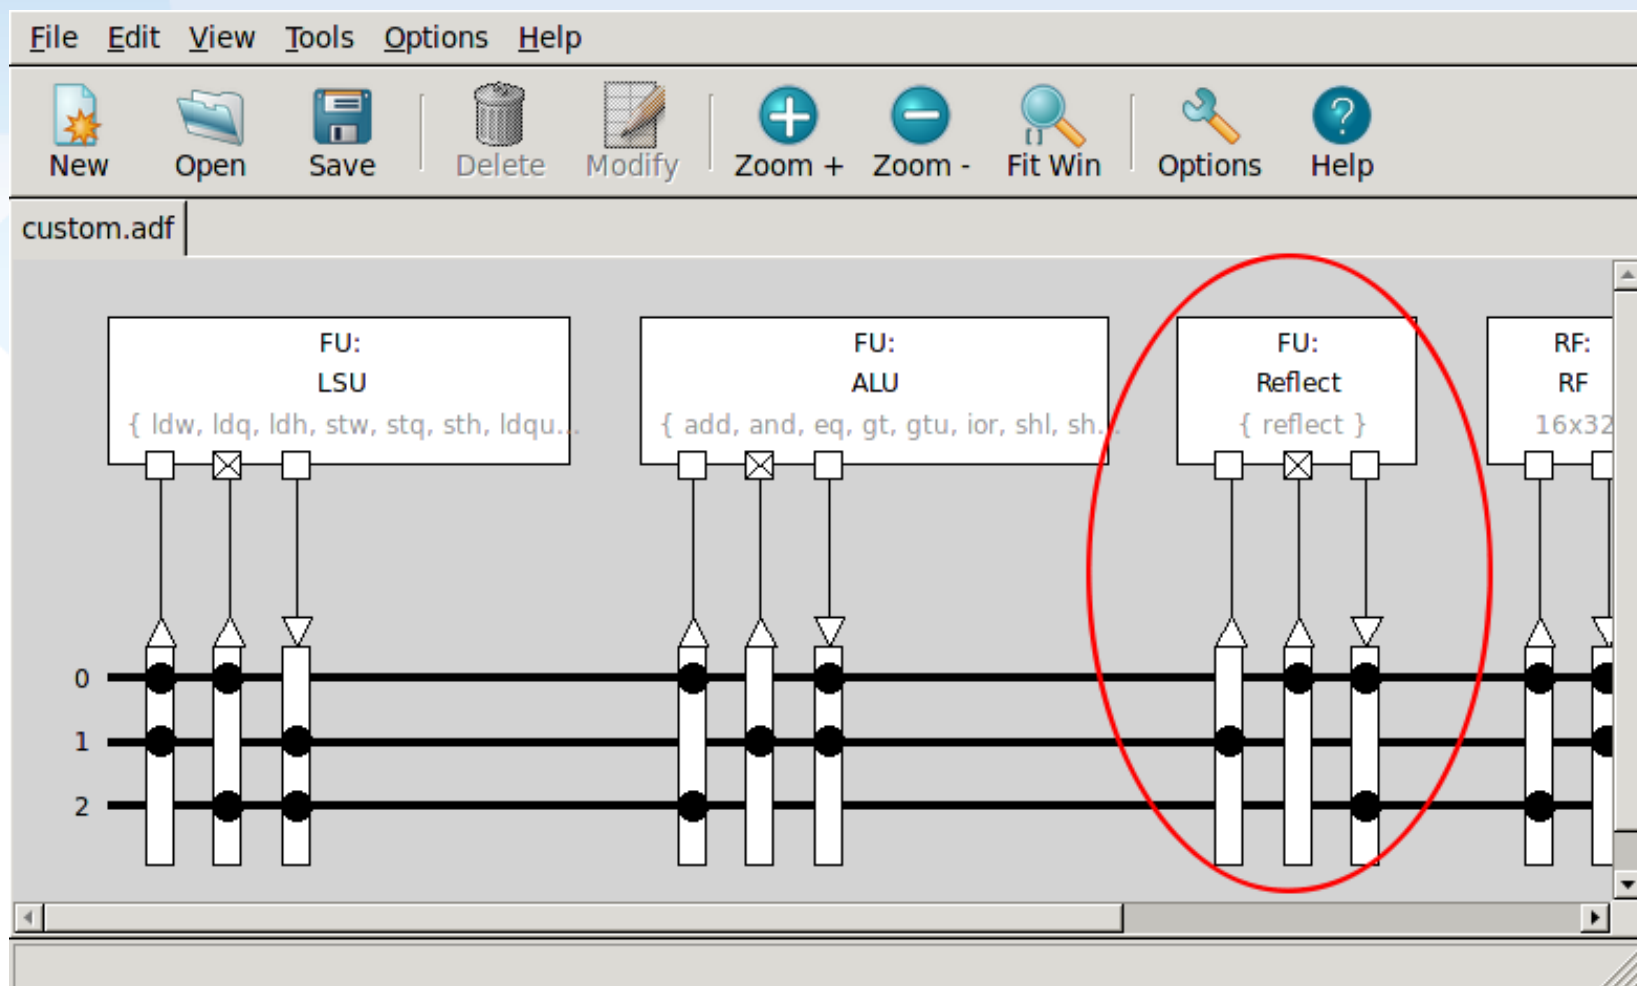 File Edit View Tools Options Help
New Open Save Delete Modify Zoom + Zoom - Fit Win Options Help
custom.adf
FU: FU: FU: RF:
LSU ALU Reflect RF
{ ldw, ldq, ldh, stw, stq, sth, ldqu... { add, and, eq, gt, gtu, ior, shl, sh... { reflect } 16x32
0
1
2